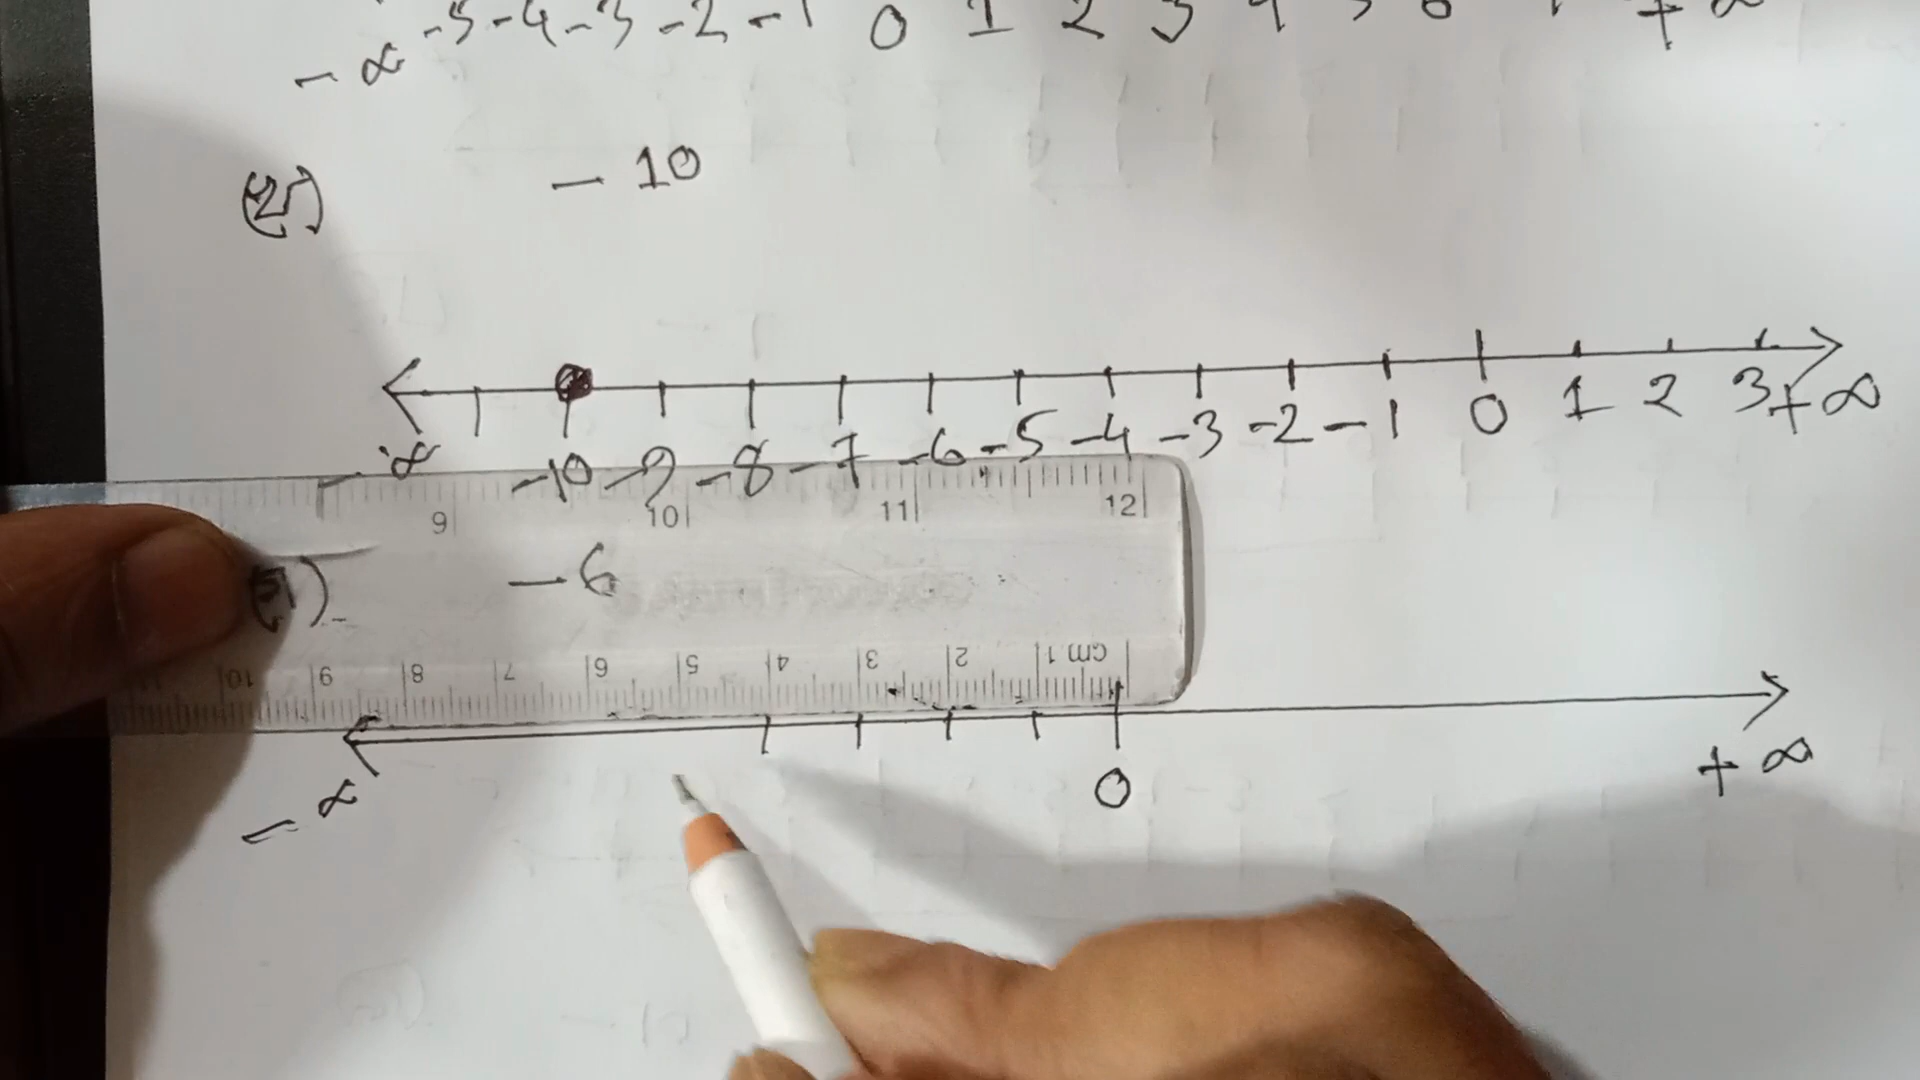 -5 -4 -3 -2 -1 0 1 2 3 4 5 6
- ∝ + ∝
- 10
-10 -9 -8 -7 -6 -5 -4 -3 -2 -1 0 1 2 3 +∞
-∝
9 10 11 12
- 6
10 9 8 7 6 5 4 3 2 1 cm
- ∝ 0 + ∞